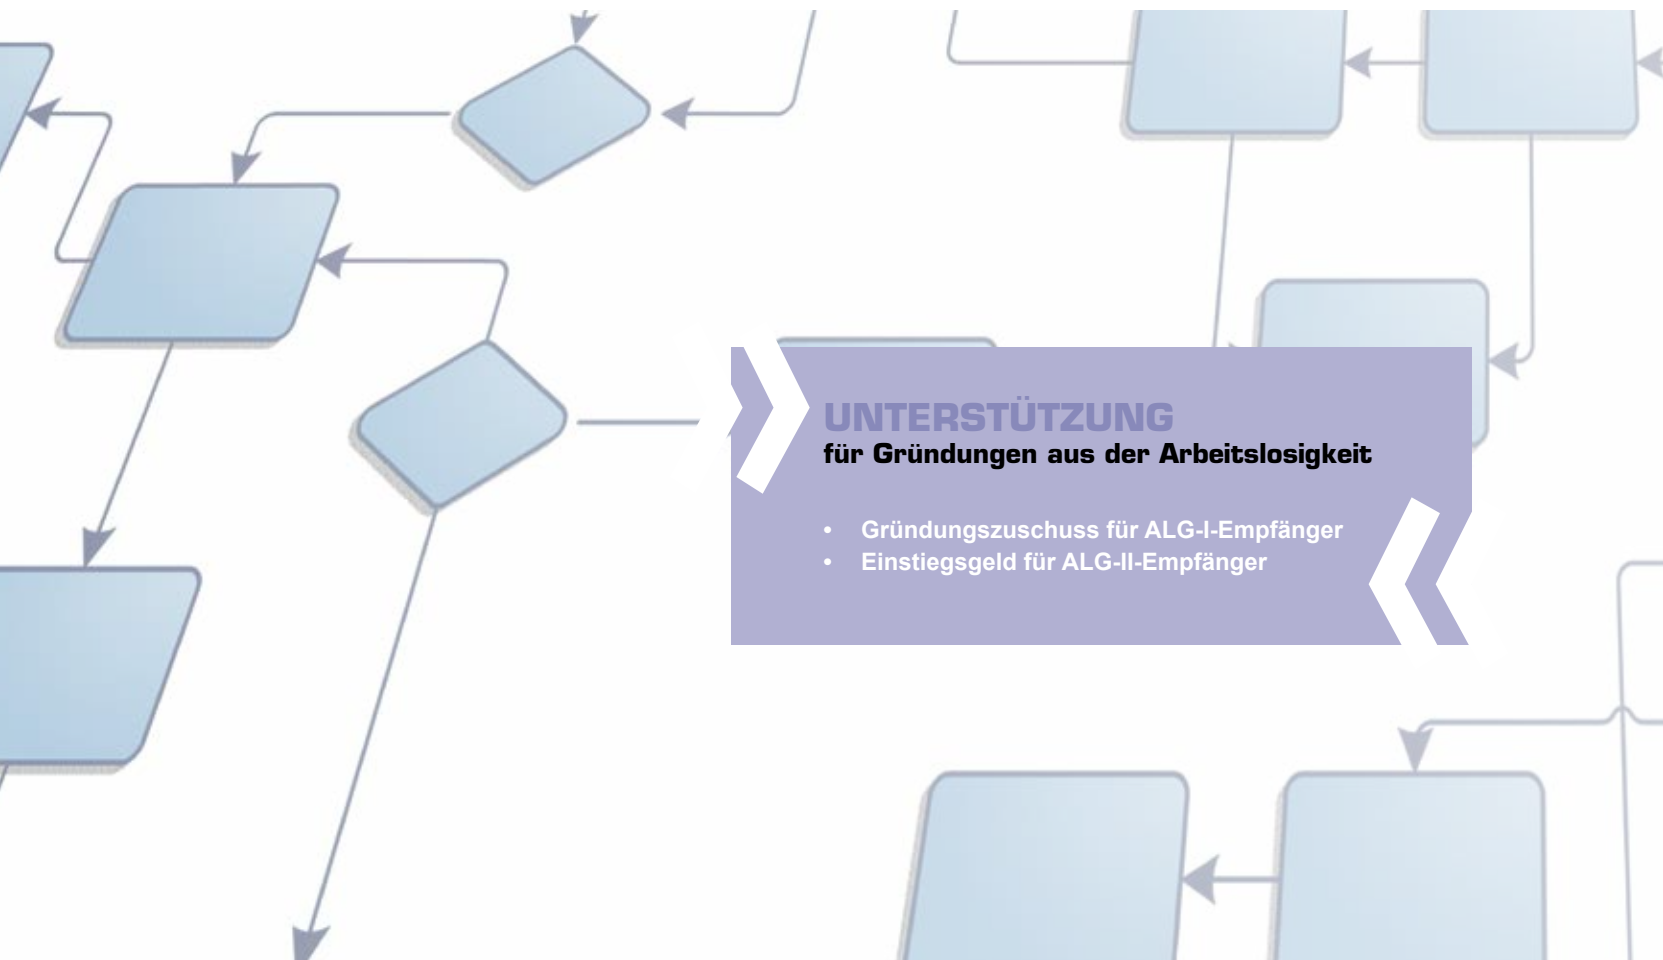 UNTERSTÜTZUNG
für Gründungen aus der Arbeitslosigkeit
• Gründungszuschuss für ALG-I-Empfänger
• Einstiegsgeld für ALG-II-Empfänger